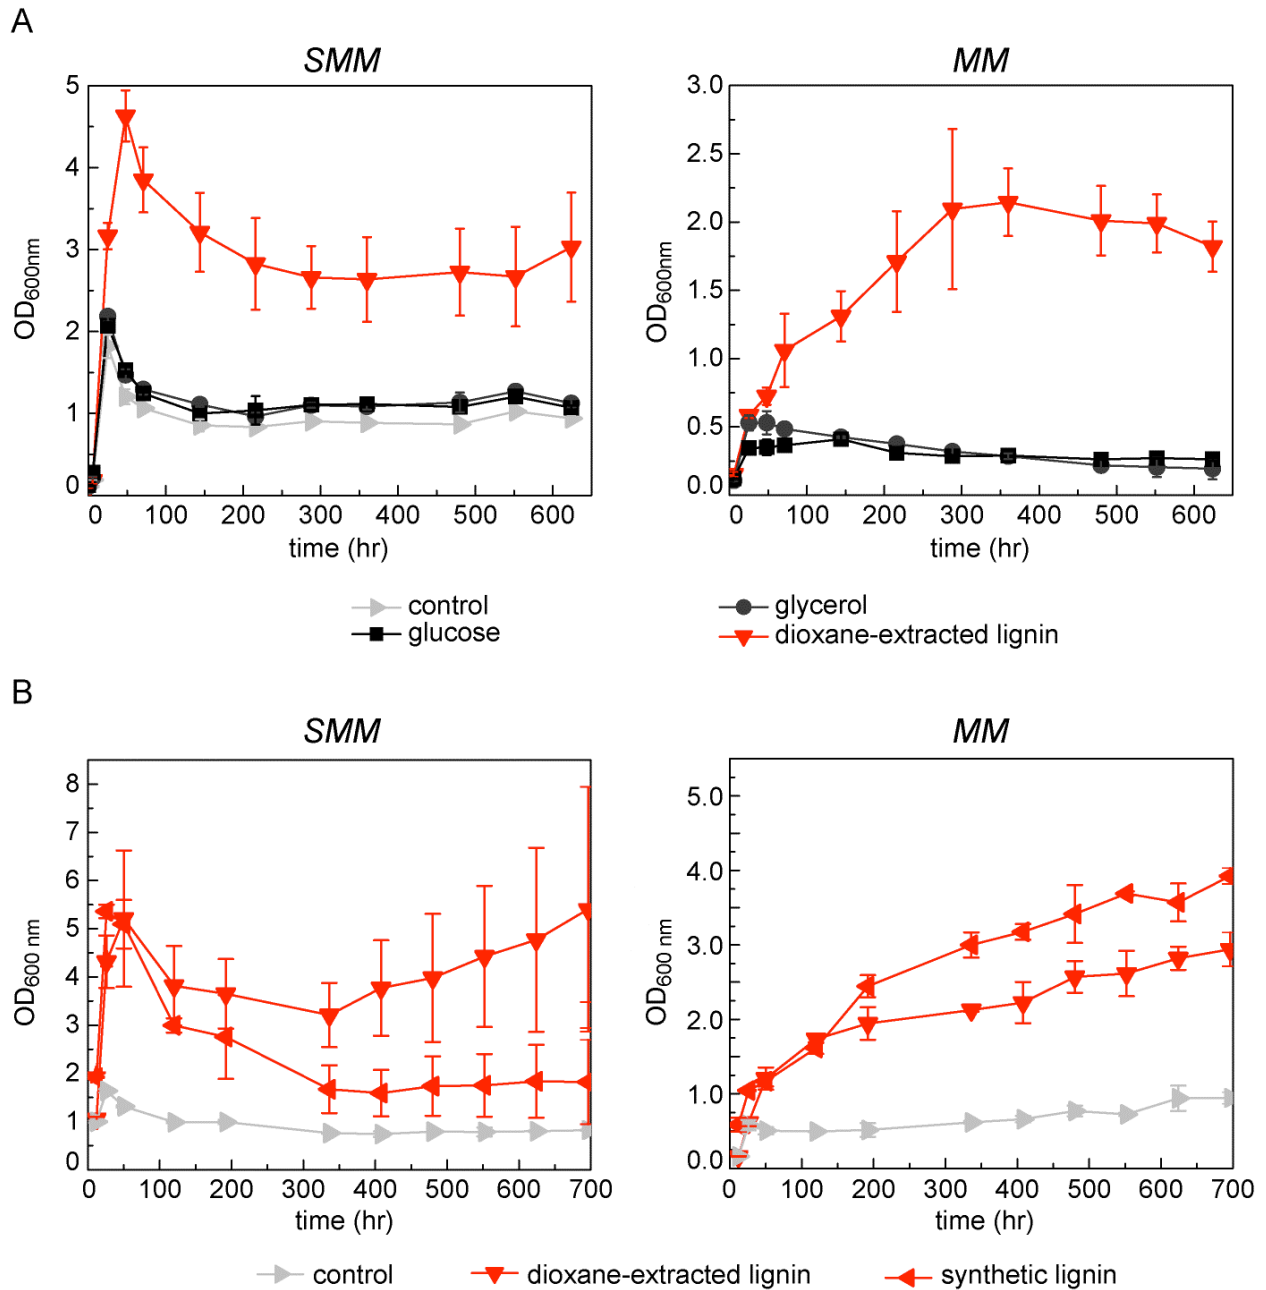 A
SMM
MM
5
4
3
2
1
0
OD600nm
0 100 200 300 400 500 600
time (hr)
3.0
2.5
2.0
1.5
1.0
0.5
0.0
OD600nm
0 100 200 300 400 500 600
time (hr)
control
glucose
glycerol
dioxane-extracted lignin
B
SMM
MM
8
7
6
5
4
3
2
1
0
OD600 nm
0 100 200 300 400 500 600 700
time (hr)
5.0
4.0
3.0
2.0
1.0
0.0
OD600 nm
0 100 200 300 400 500 600 700
time (hr)
control
dioxane-extracted lignin
synthetic lignin